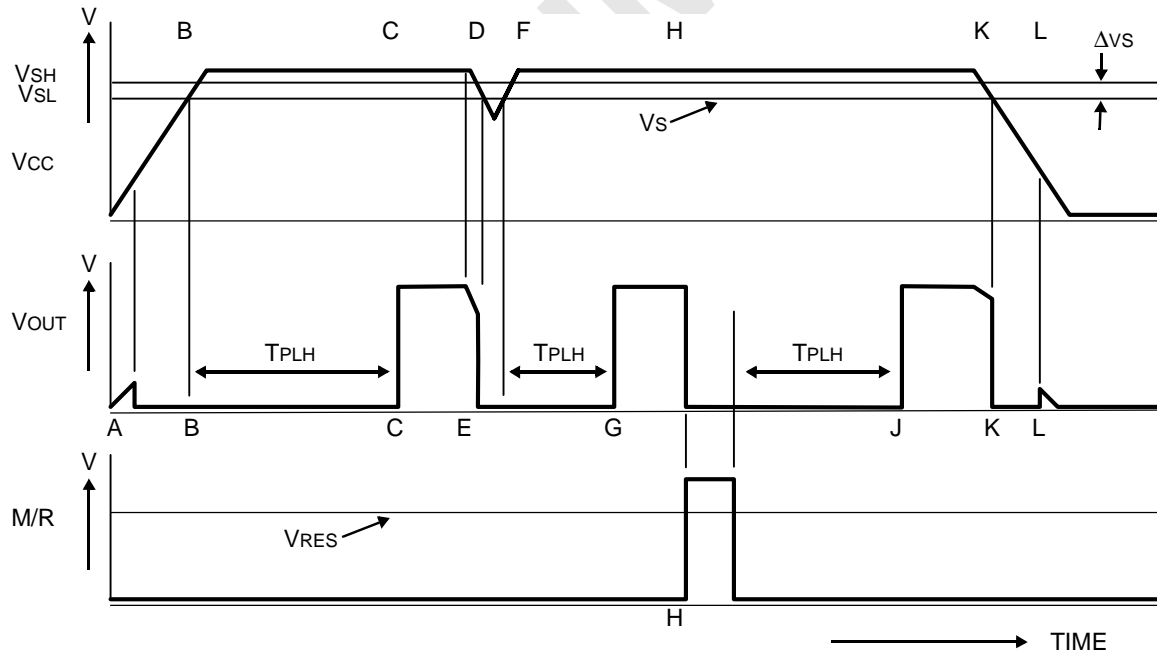 V B C D F H K L
ΔVS
VSH
VSL
VS
VCC
V
VOUT
TPLH TPLH TPLH
A B C E G H J K L
V
M/R
VRES
H
TIME